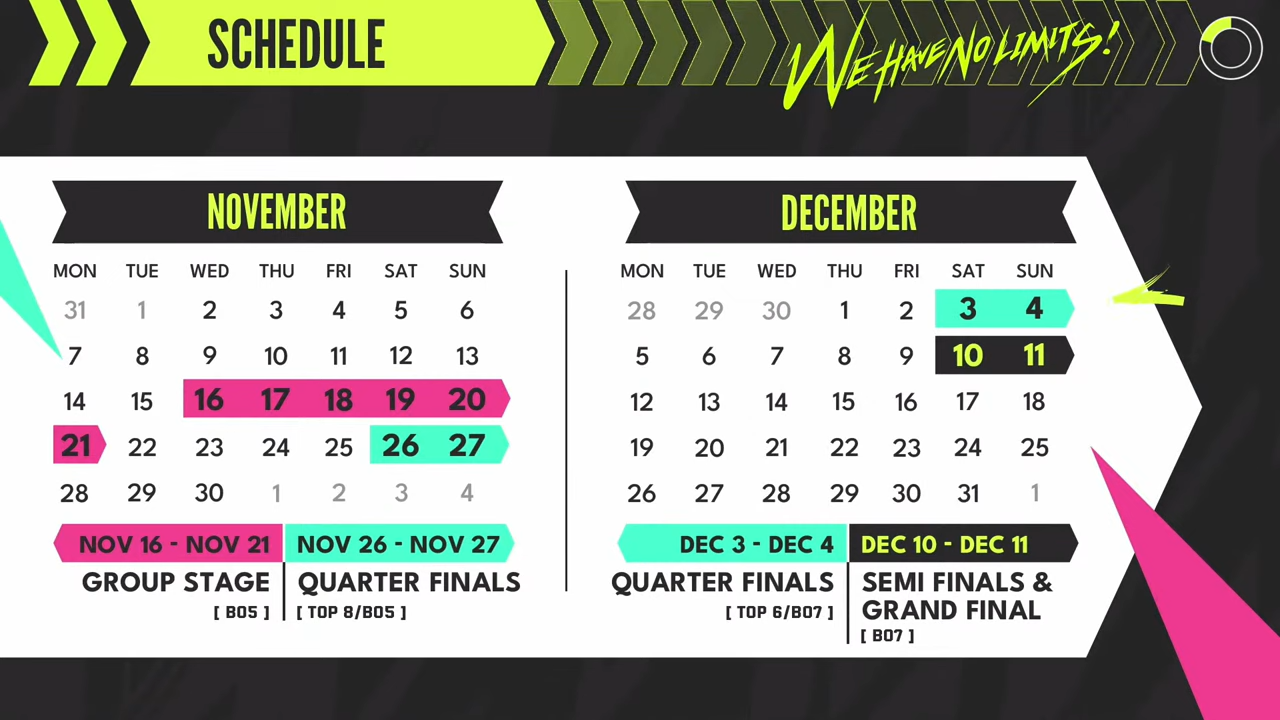 SCHEDULE
WE HAVE NO LIMITS!
NOVEMBER
MON TUE WED THU FRI SAT SUN
31 1 2 3 4 5 6
7 8 9 10 11 12 13
14 15 16 17 18 19 20
21 22 23 24 25 26 27
28 29 30 1 2 3 4
NOV 16 - NOV 21 NOV 26 - NOV 27
GROUP STAGE QUARTER FINALS
[ BO5 ] [ TOP 8/BO5 ]
DECEMBER
MON TUE WED THU FRI SAT SUN
28 29 30 1 2 3 4
5 6 7 8 9 10 11
12 13 14 15 16 17 18
19 20 21 22 23 24 25
26 27 28 29 30 31 1
DEC 3 - DEC 4 DEC 10 - DEC 11
QUARTER FINALS SEMI FINALS &
GRAND FINAL
[ TOP 6/BO7 ]
[ BO7 ]